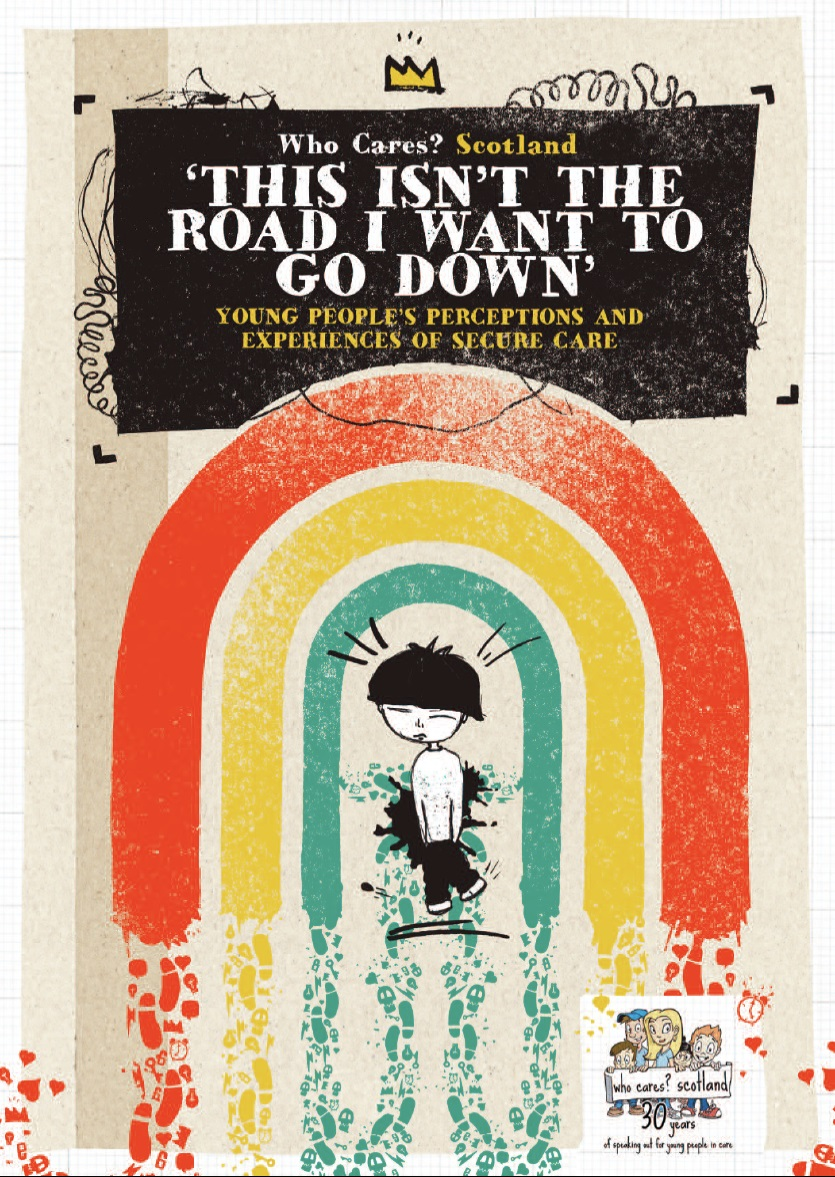 Who Cares? Scotland
‘THIS ISN’T THE
ROAD I WANT TO
GO DOWN’
YOUNG PEOPLE’S PERCEPTIONS AND
EXPERIENCES OF SECURE CARE
who cares? scotland
30 years
of speaking out for young people in care